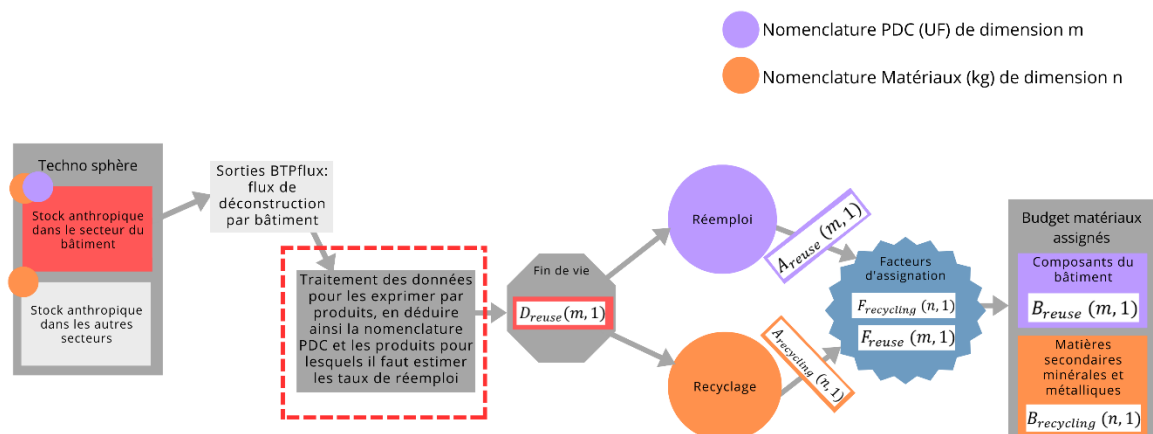 Nomenclature PDC (UF) de dimension m
Nomenclature Matériaux (kg) de dimension n
Techno sphère
Stock anthropique
dans le secteur du
bâtiment
Stock anthropique
dans les autres
secteurs
Sorties BTPflux:
flux de
déconstruction
par bâtiment
Traitement des données
pour les exprimer par
produits, en déduire
ainsi la nomenclature
PDC et les produits pour
lesquels il faut estimer
les taux de réemploi
Fin de vie
D_reuse (m, 1)
Réemploi
A_reuse (m, 1)
Recyclage
A_recycling (n, 1)
Facteurs
d'assignation
F_recycling (n, 1)
F_reuse (m, 1)
Budget matériaux
assignés
Composants du
bâtiment
B_reuse (m, 1)
Matières
secondaires
minérales et
métalliques
B_recycling (n, 1)